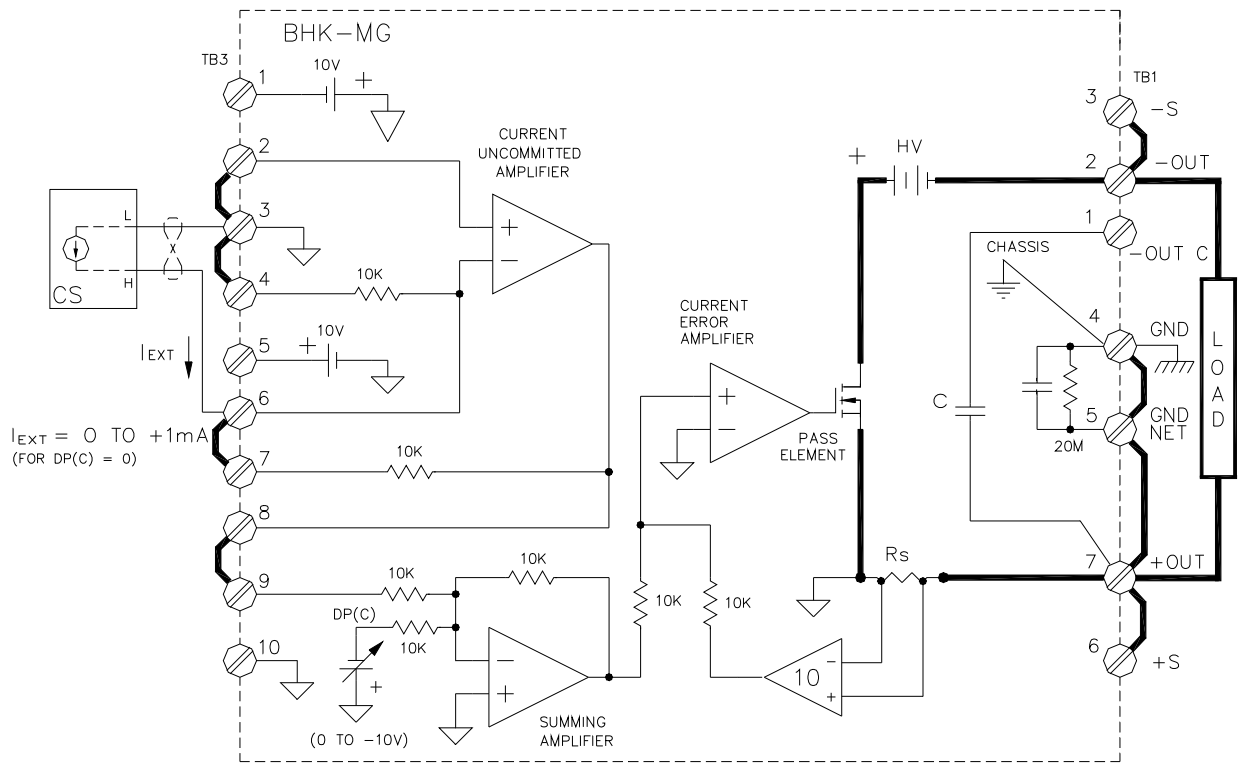 BHK-MG
TB3
1
10V
+
2
CURRENT
UNCOMMITTED
AMPLIFIER
3
L
H
CS
4
10K
+
−
I EXT
5
+
10V
6
I EXT = 0 TO +1mA
(FOR DP(C) = 0)
7
10K
8
9
10K
10K
DP(C)
10K
10
+
(0 TO -10V)
−
+
SUMMING
AMPLIFIER
CURRENT
ERROR
AMPLIFIER
+
−
PASS
ELEMENT
10K
10K
10
-
+
Rs
+
HV
TB1
3
-S
2
-OUT
1
-OUT C
CHASSIS
4
GND
C
5
GND
NET
20M
LOAD
7
+OUT
6
+S